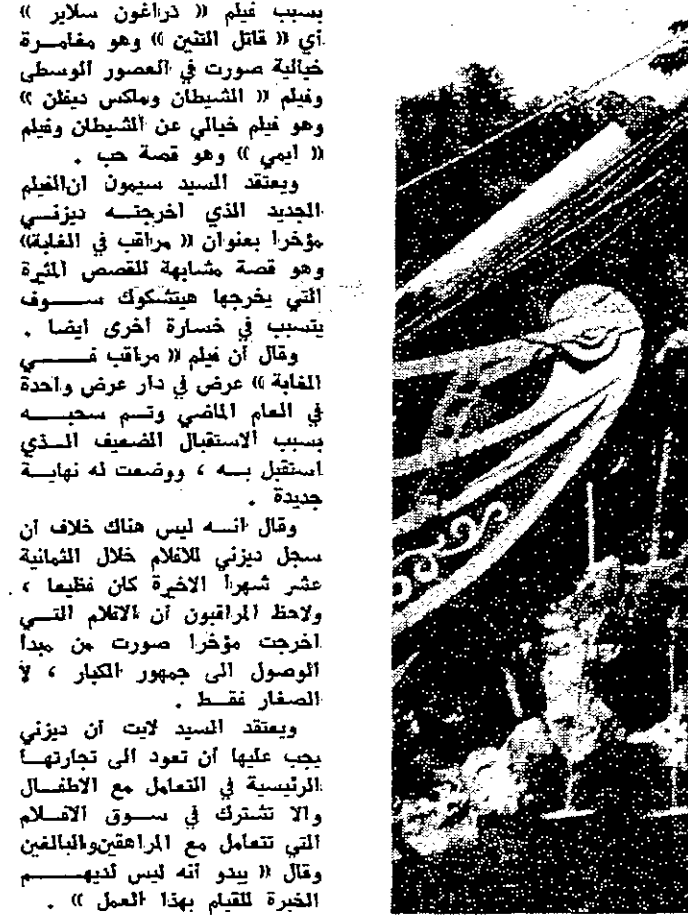 بسبب فيلم (( ذراغون سلاير ))
أي (( قاتل التنين )) وهو مغامرة
خيالية صورت في العصور الوسطى
وفيلم (( الشيطان وماكس ديفلن ))
وهو فيلم خيالي عن الشيطان وفيلم
(( ايمي )) وهو قصة حب .
ويعتقد السيد سيمون ان الفيلم
الجديد الذي اخرجته ديزني
مؤخرا بعنوان (( مراقب في الغابة ))
وهو قصة مشابهة للقصص المثيرة
التي يخرجها هيتشكوك سوف
يتسبب في خسارة أخرى ايضا .
وقال أن فيلم (( مراقب في
الغابة )) عرض في دار عرض واحدة
في العام الماضي وتم سحبه
بسبب الاستقبال الضعيف الذي
استقبل به ، ووضعت له نهاية
جديدة .
وقال انه ليس هناك خلاف أن
سجل ديزني للافلام خلال الثمانية
عشر شهرا الاخيرة كان فظيعا ،
ولاحظ المراقبون أن الافلام التي
اخرجت مؤخرا صورت من مبدأ
الوصول الى جمهور الكبار ، لا
الصغار فقط .
ويعتقد السيد لايت أن ديزني
يجب عليها أن تعود الى تجارتها
الرئيسية في التعامل مع الاطفال
والا تشترك في سوق الافلام
التي تتعامل مع المراهقين والبالغين
وقال (( يبدو أنه ليس لديهم
الخبرة للقيام بهذا العمل )) .